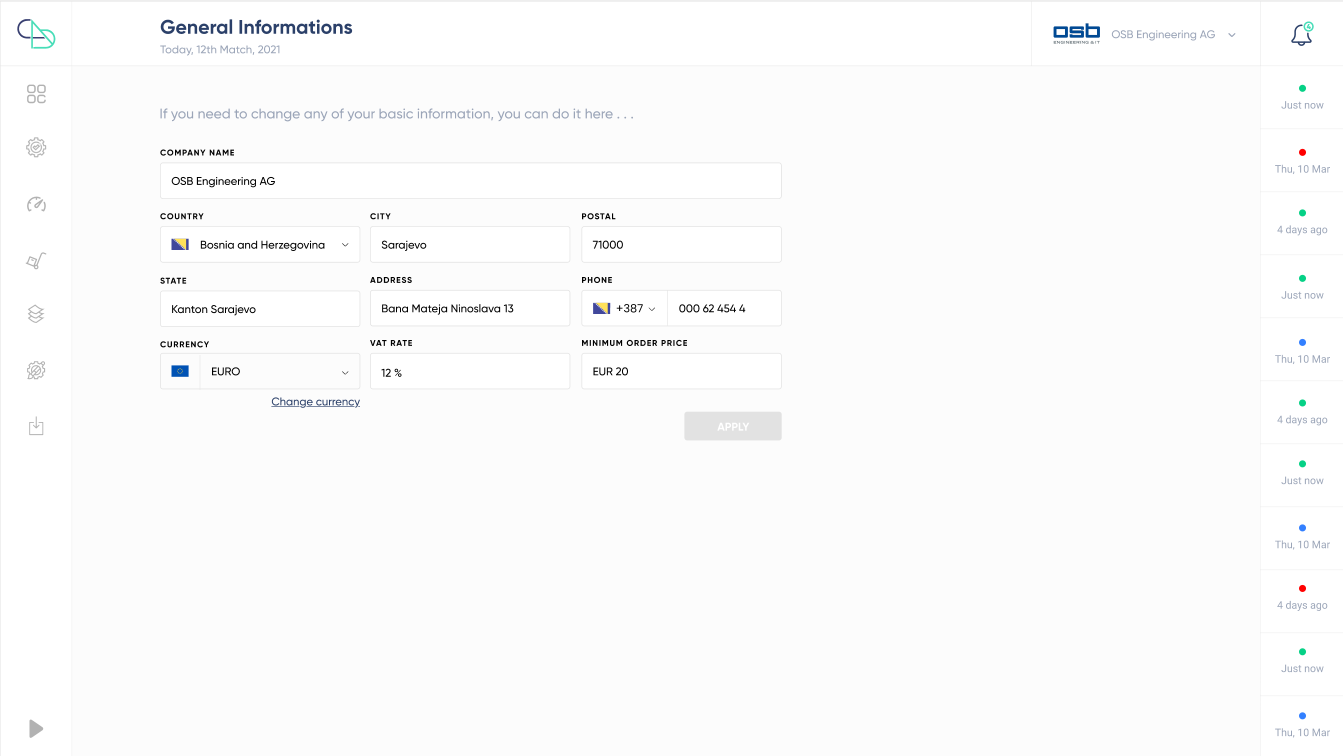 General Informations
Today, 12th Match, 2021
osb
ENGINEERING & IT
OSB Engineering AG
4
If you need to change any of your basic information, you can do it here . . .
COMPANY NAME
OSB Engineering AG
COUNTRY
CITY
POSTAL
Bosnia and Herzegovina
Sarajevo
71000
STATE
ADDRESS
PHONE
Kanton Sarajevo
Bana Mateja Ninoslava 13
+387
000 62 454 4
CURRENCY
VAT RATE
MINIMUM ORDER PRICE
EURO
12 %
EUR 20
Change currency
APPLY
Just now
Thu, 10 Mar
4 days ago
Just now
Thu, 10 Mar
4 days ago
Just now
Thu, 10 Mar
4 days ago
Just now
Thu, 10 Mar